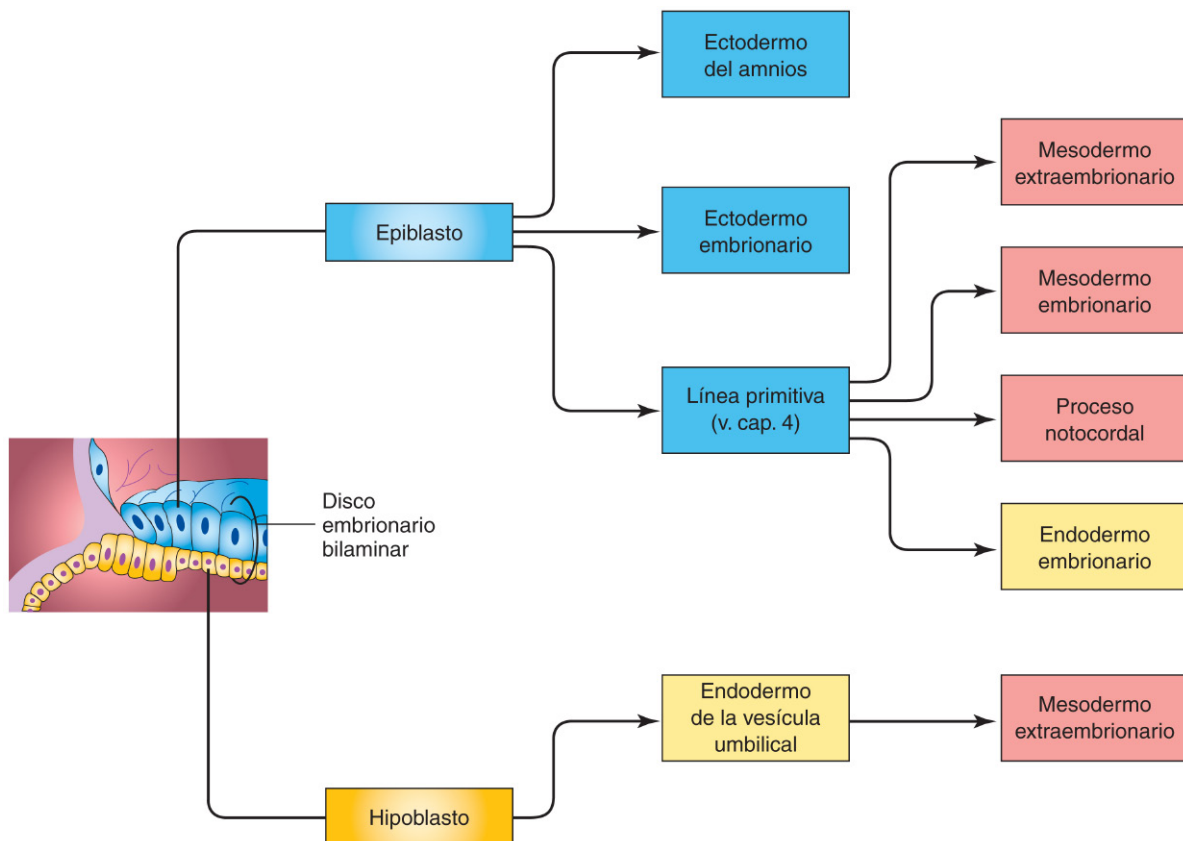 Ectodermo
del amnios
Mesodermo
extraembrionario
Epiblasto
Ectodermo
embrionario
Mesodermo
embrionario
Línea primitiva
(v. cap. 4)
Proceso
notocordal
Disco
embrionario
bilaminar
Endodermo
embrionario
Endodermo
de la vesícula
umbilical
Mesodermo
extraembrionario
Hipoblasto